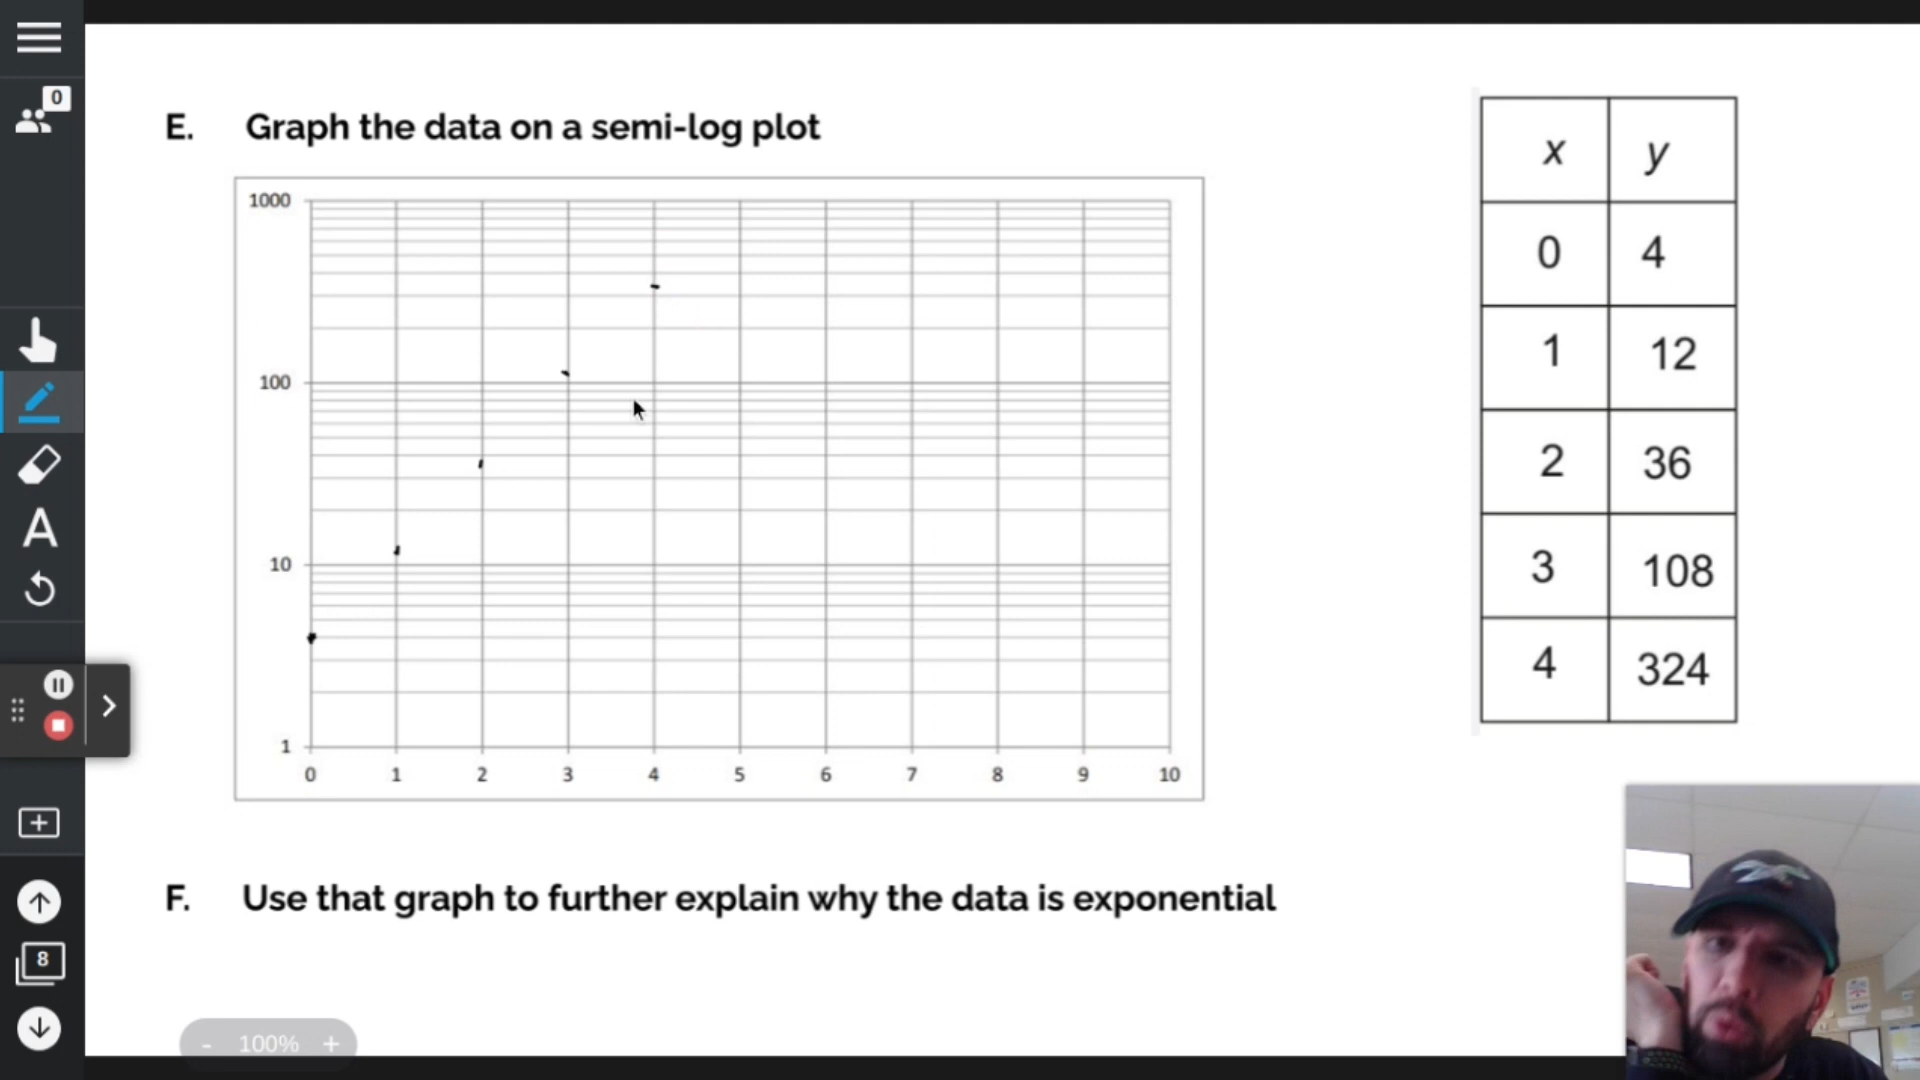 0
E. Graph the data on a semi-log plot
1000
100
10
1
0 1 2 3 4 5 6 7 8 9 10
x y
0 4
1 12
2 36
3 108
4 324
F. Use that graph to further explain why the data is exponential
A
8
- 100% +